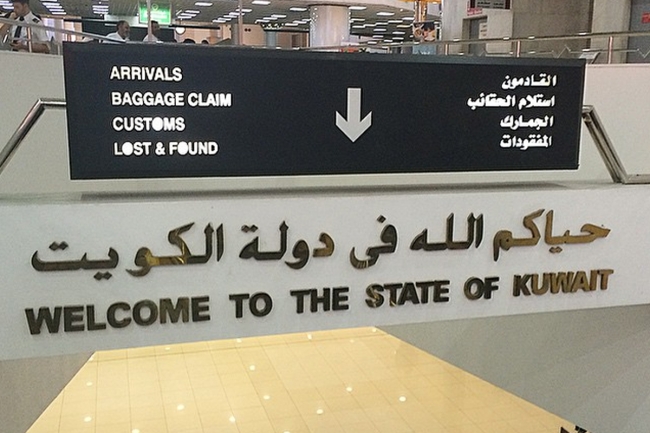 ARRIVALS
القادمون
BAGGAGE CLAIM
استلام الحقائب
CUSTOMS
الجمارك
LOST & FOUND
المفقودات
حياكم الله في دولة الكويت
WELCOME TO THE STATE OF KUWAIT